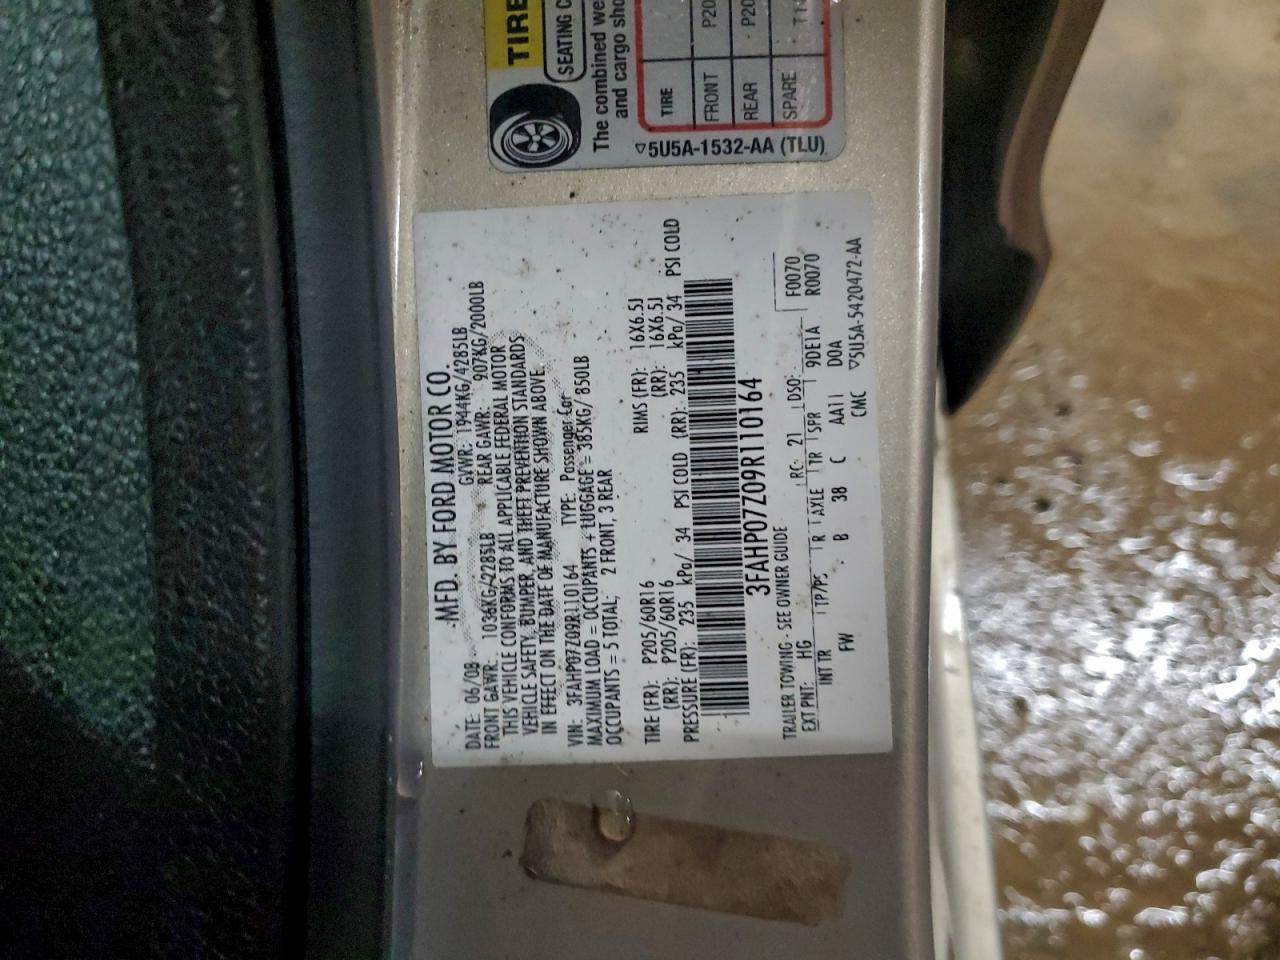 TIRE
SEATING C
The combined we
and cargo sho
TIRE
FRONT P20
REAR P20
SPARE T1
5U5A-1532-AA (TLU)
MFD. BY FORD MOTOR CO.
DATE: 06/08 GVWR: 1944KG/4285LB
FRONT GAWR: 1036KG/2285LB REAR GAWR: 907KG/2000LB
THIS VEHICLE CONFORMS TO ALL APPLICABLE FEDERAL MOTOR
VEHICLE SAFETY, BUMPER, AND THEFT PREVENTION STANDARDS
IN EFFECT ON THE DATE OF MANUFACTURE SHOWN ABOVE.
VIN: 3FAHP07Z09R110164 TYPE: Passenger Car
MAXIMUM LOAD = OCCUPANTS + LUGGAGE = 385KG/ 850LB
OCCUPANTS = 5 TOTAL, 2 FRONT, 3 REAR
TIRE (FR): P205/60R16 RIMS (FR): 16X6.5J
(RR): P205/60R16 (RR): 16X6.5J
PRESSURE (FR): 235 kPa/ 34 PSI COLD (RR): 235 kPa/ 34 PSI COLD
3FAHP07Z09R110164
TRAILER TOWING - SEE OWNER GUIDE F0070
EXT PNT: HG RC: 21 DSO: R0070
INT TR TP/PS R AXLE TR SPR
FW B 38 C AA11 9DE1A
CMC D0A
5U5A-5420472-AA